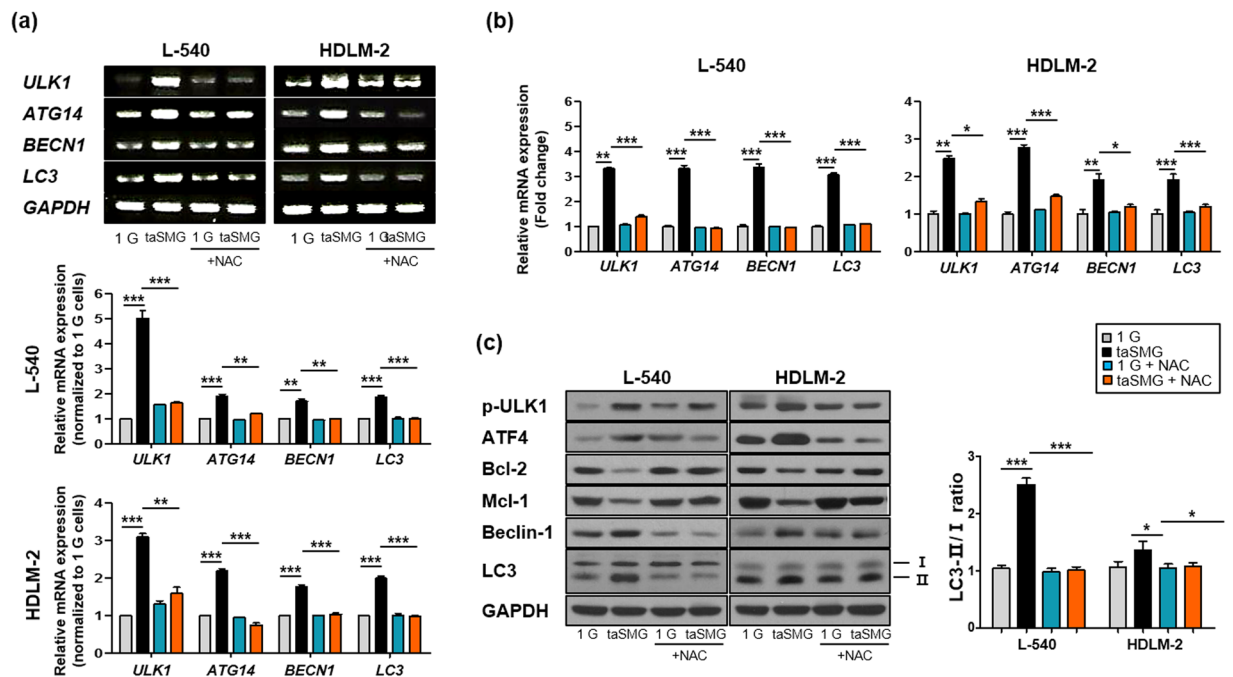 (a)
L-540 HDLM-2
ULK1
ATG14
BECN1
LC3
GAPDH
1 G taSMG 1 G taSMG 1 G taSMG 1 G taSMG
+NAC +NAC
L-540
Relative mRNA expression
(normalized to 1 G cells)
6
5
4
3
2
1
0
*** *** *** ** ** ** *** ***
ULK1 ATG14 BECN1 LC3
HDLM-2
Relative mRNA expression
(normalized to 1 G cells)
4
3
2
1
0
*** ** *** *** *** *** *** ***
ULK1 ATG14 BECN1 LC3
(b)
L-540
Relative mRNA expression
(Fold change)
6
5
4
3
2
1
0
** *** *** *** *** *** *** ***
ULK1 ATG14 BECN1 LC3
HDLM-2
4
3
2
1
0
** * *** *** ** * *** ***
ULK1 ATG14 BECN1 LC3
1 G
taSMG
1 G + NAC
taSMG + NAC
(c)
L-540 HDLM-2
p-ULK1
ATF4
Bcl-2
Mcl-1
Beclin-1
LC3
I
II
GAPDH
1 G taSMG 1 G taSMG 1 G taSMG 1 G taSMG
+NAC +NAC
LC3-II/I ratio
3
2
1
0
*** *** * *
L-540 HDLM-2